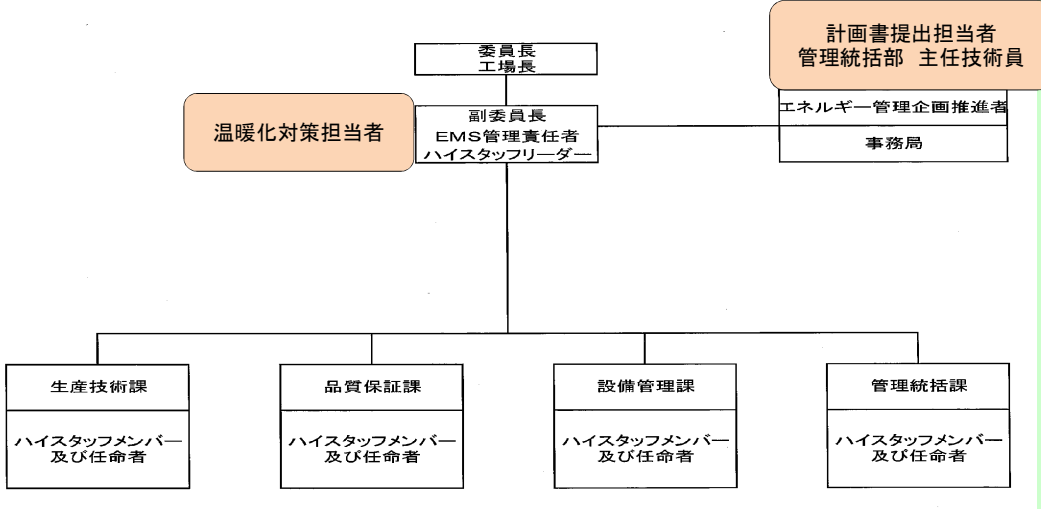 委員長
工場長
計画書提出担当者
管理統括部 主任技術員
エネルギー管理企画推進者
事務局
温暖化対策担当者
副委員長
EMS管理責任者
ハイスタッフリーダー
生産技術課
ハイスタッフメンバー
及び任命者
品質保証課
ハイスタッフメンバー
及び任命者
設備管理課
ハイスタッフメンバー
及び任命者
管理統括課
ハイスタッフメンバー
及び任命者